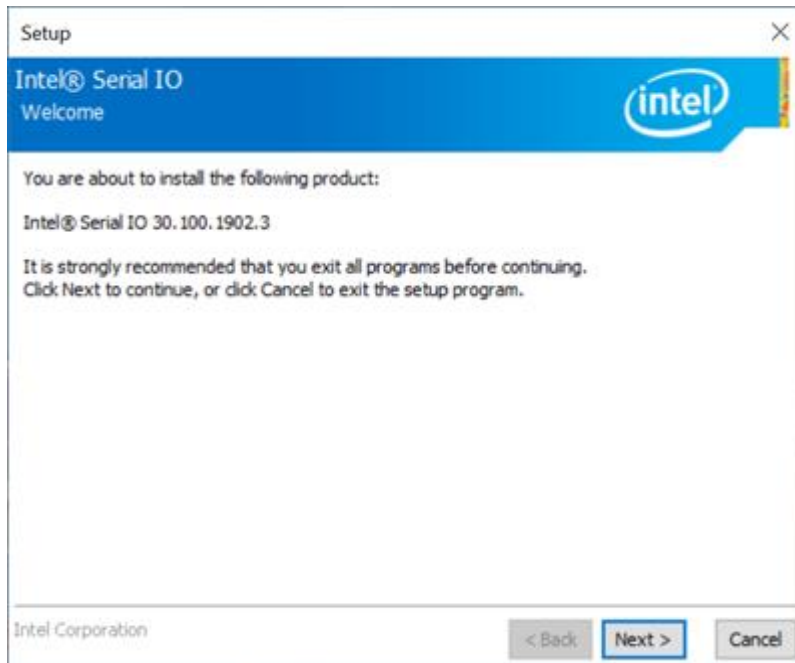 Setup
Intel® Serial IO
Welcome
intel
You are about to install the following product:
Intel® Serial IO 30.100.1902.3
It is strongly recommended that you exit all programs before continuing.
Click Next to continue, or click Cancel to exit the setup program.
Intel Corporation
< Back Next > Cancel